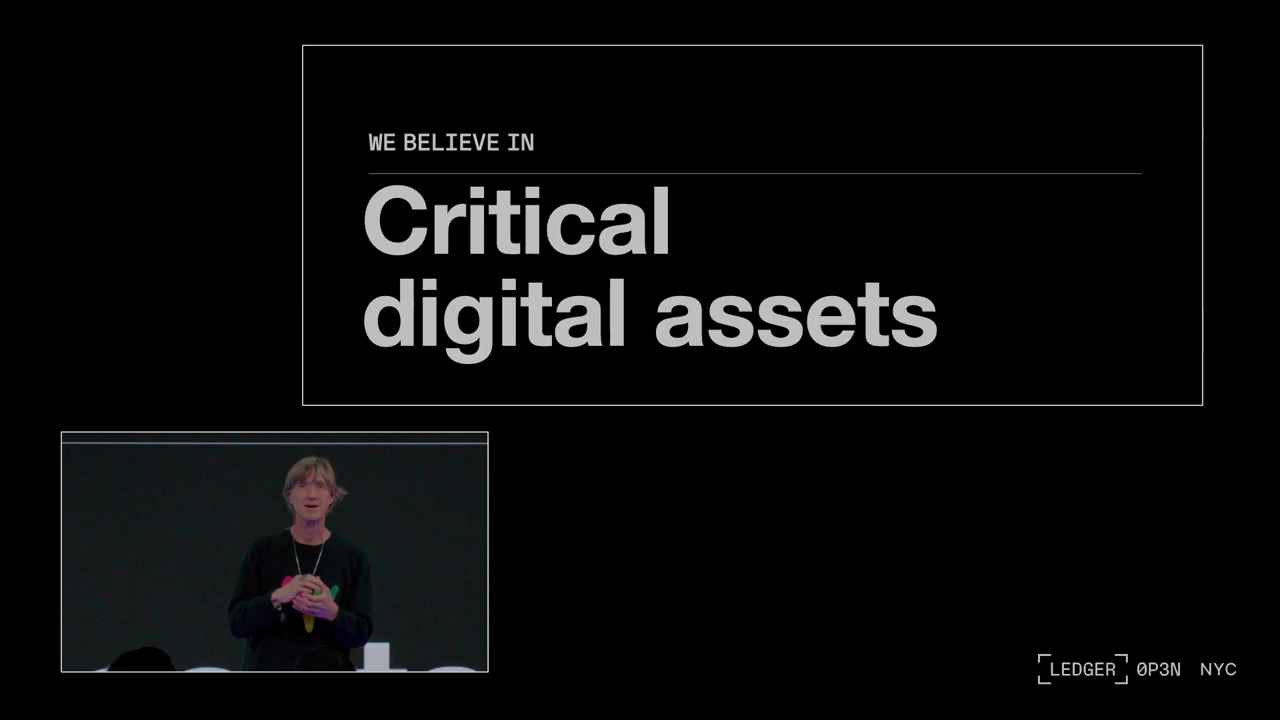 WE BELIEVE IN
Critical
digital assets
LEDGER 0P3N NYC